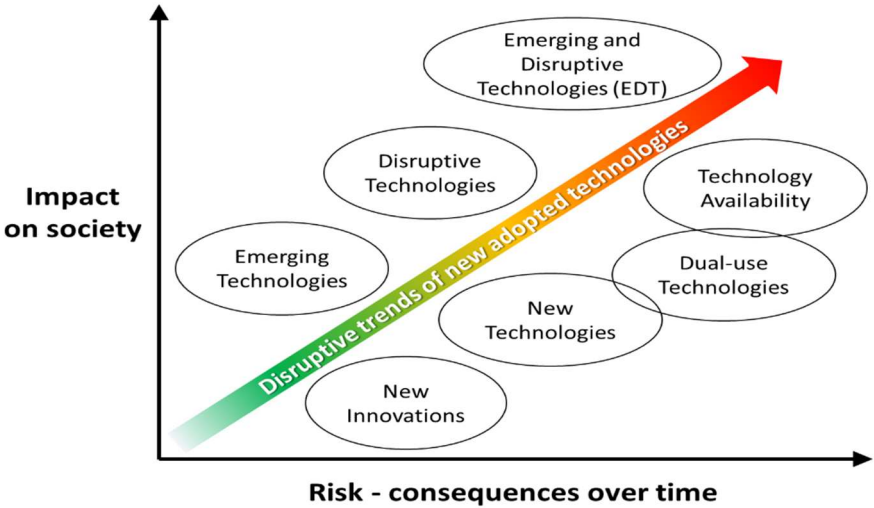 Emerging and
Disruptive
Technologies (EDT)
Disruptive
Technologies
Technology
Availability
Impact
on society
Emerging
Technologies
Dual-use
Technologies
Disruptive trends of new adopted technologies
New
Technologies
New
Innovations
Risk - consequences over time